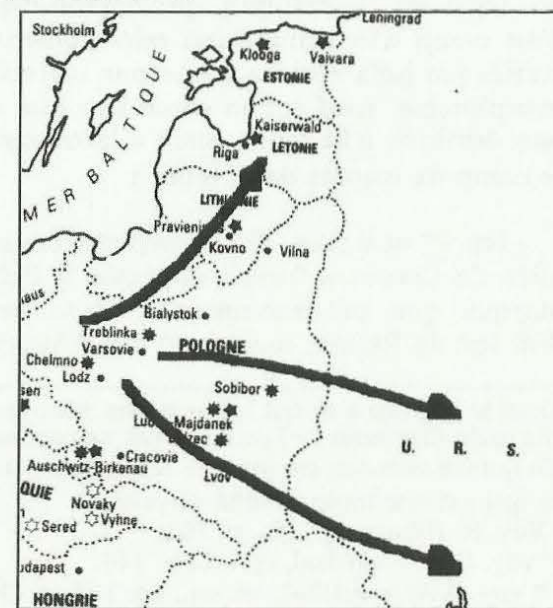 Leningrad
Stockholm
Klooga
Vaivara
ESTONIE
MER BALTIQUE
Kaiserwald
Riga
LETONIE
LITHUANIE
Kovno
Vilna
Bialystok
Treblinka
Varsovie
POLOGNE
Chelmno
Lodz
Sobibor
Majdanek
Auschwitz-Birkenau
Cracovie
Lvov
U. R. S.
Novaky
Sered
Vyhne
HONGRIE